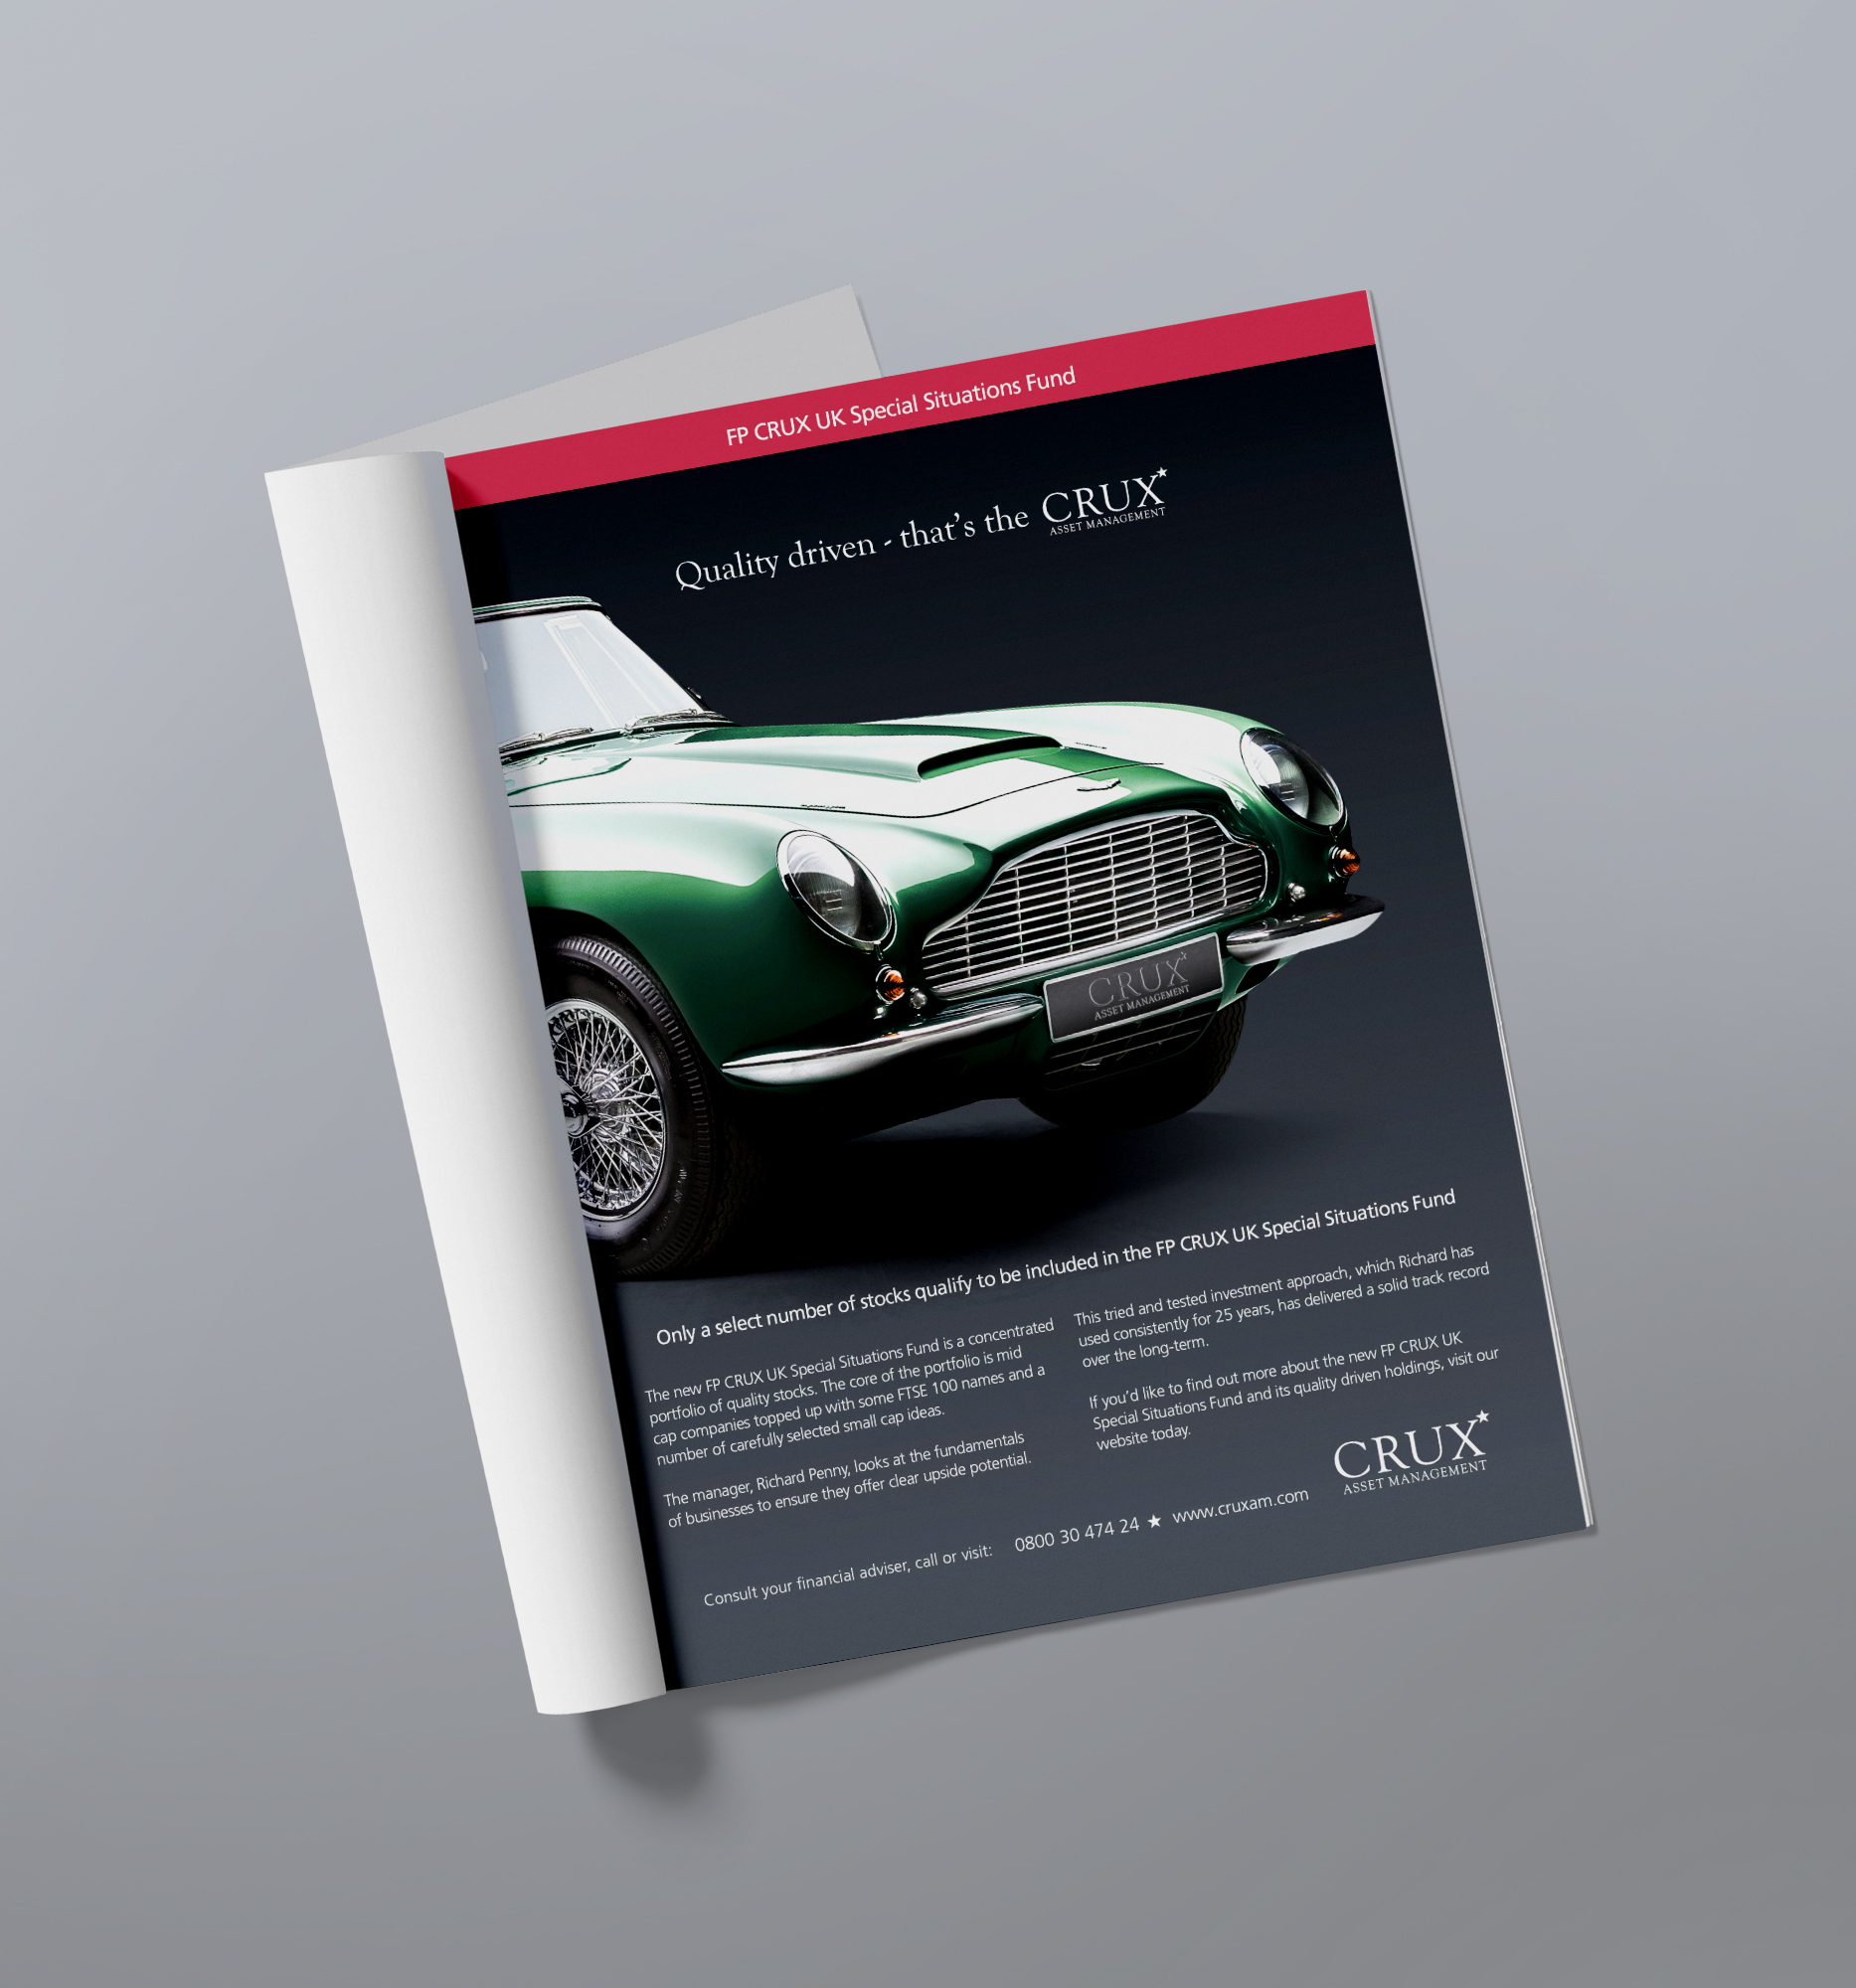 FP CRUX UK Special Situations Fund
Quality driven - that's the CRUX
ASSET MANAGEMENT
CRUX
ASSET MANAGEMENT
Only a select number of stocks qualify to be included in the FP CRUX UK Special Situations Fund
The new FP CRUX UK Special Situations Fund is a concentrated
portfolio of quality stocks. The core of the portfolio is mid
cap companies topped up with some FTSE 100 names and a
number of carefully selected small cap ideas.
The manager, Richard Penny, looks at the fundamentals
of businesses to ensure they offer clear upside potential.
This tried and tested investment approach, which Richard has
used consistently for 25 years, has delivered a solid track record
over the long-term.
If you'd like to find out more about the new FP CRUX UK
Special Situations Fund and its quality driven holdings, visit our
website today.
Consult your financial adviser, call or visit: 0800 30 474 24 ★ www.cruxam.com
CRUX
ASSET MANAGEMENT